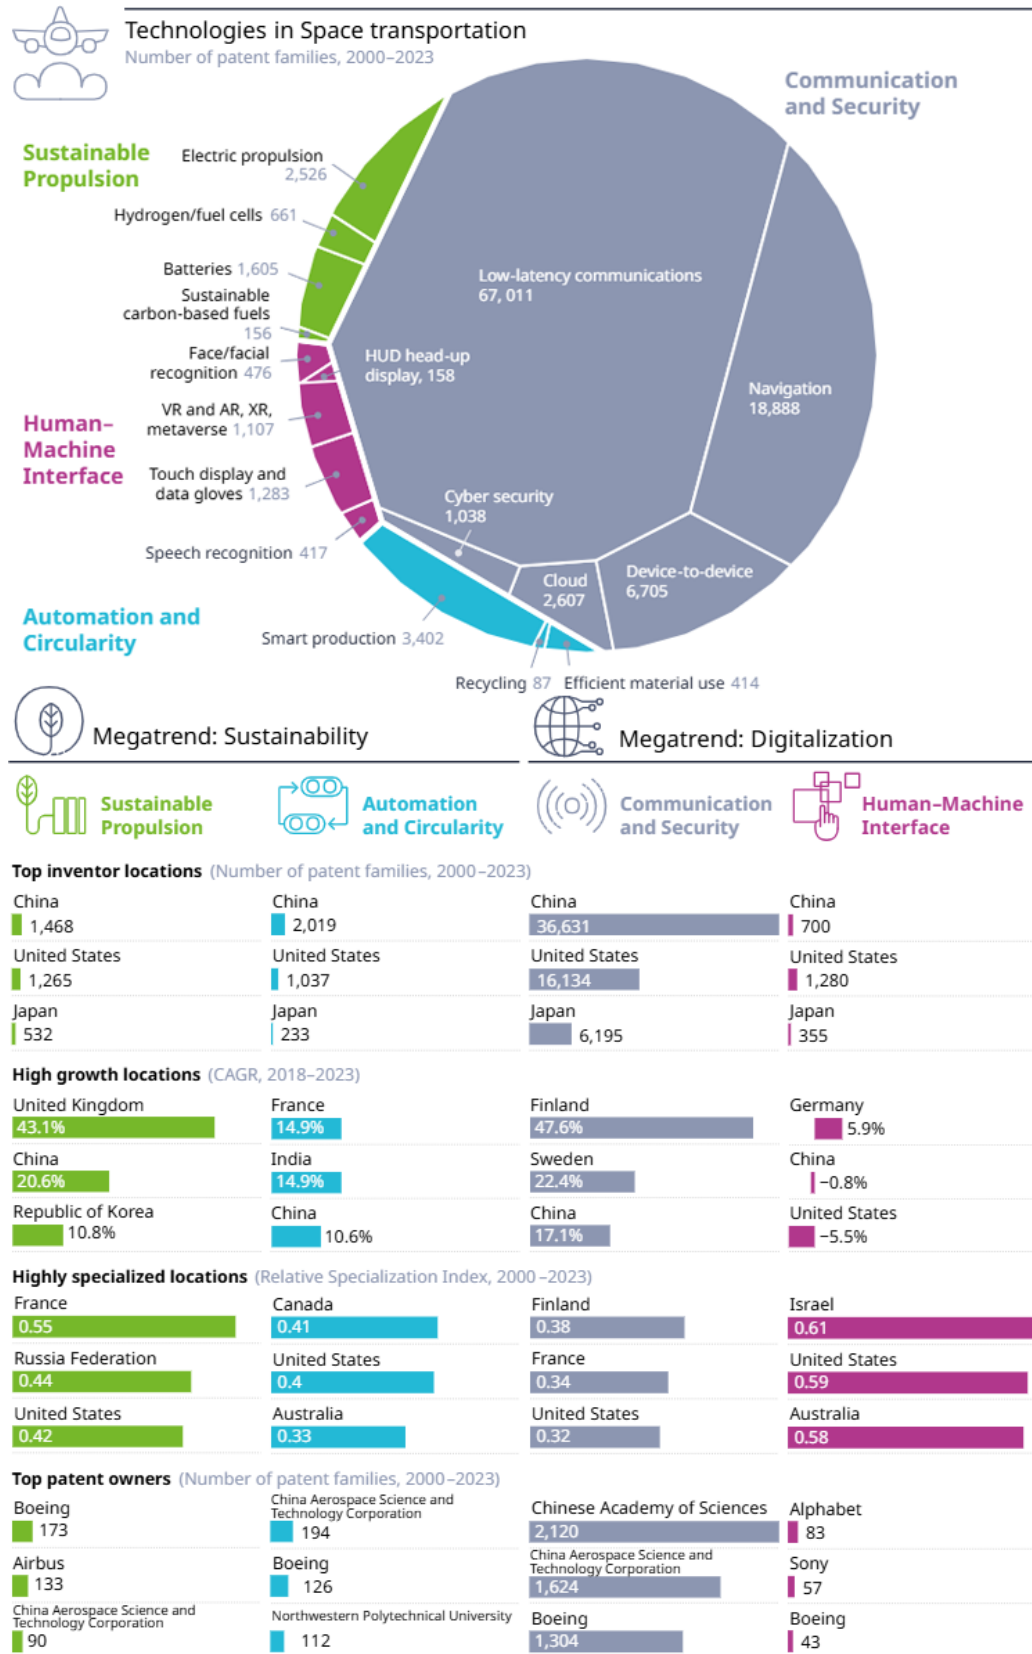 Technologies in Space transportation
Number of patent families, 2000–2023
Communication
and Security
Sustainable
Propulsion
Electric propulsion
2,526
Hydrogen/fuel cells 661
Batteries 1,605
Sustainable
carbon-based fuels
156
Face/facial
recognition 476
HUD head-up
display, 158
Low-latency communications
67, 011
Navigation
18,888
Human–
Machine
Interface
VR and AR, XR,
metaverse 1,107
Touch display and
data gloves 1,283
Speech recognition 417
Cyber security
1,038
Cloud
2,607
Device-to-device
6,705
Automation and
Circularity
Smart production 3,402
Recycling 87
Efficient material use 414
Megatrend: Sustainability
Megatrend: Digitalization
Sustainable
Propulsion
Automation
and Circularity
Communication
and Security
Human–Machine
Interface
Top inventor locations (Number of patent families, 2000–2023)
China China China China
1,468 2,019 36,631 700
United States United States United States United States
1,265 1,037 16,134 1,280
Japan Japan Japan Japan
532 233 6,195 355
High growth locations (CAGR, 2018–2023)
United Kingdom France Finland Germany
43.1% 14.9% 47.6% 5.9%
China India Sweden China
20.6% 14.9% 22.4% −0.8%
Republic of Korea China China United States
10.8% 10.6% 17.1% −5.5%
Highly specialized locations (Relative Specialization Index, 2000–2023)
France Canada Finland Israel
0.55 0.41 0.38 0.61
Russia Federation United States France United States
0.44 0.4 0.34 0.59
United States Australia United States Australia
0.42 0.33 0.32 0.58
Top patent owners (Number of patent families, 2000–2023)
Boeing
173
China Aerospace Science and
Technology Corporation
194
Chinese Academy of Sciences
2,120
Alphabet
83
Airbus
133
Boeing
126
China Aerospace Science and
Technology Corporation
1,624
Sony
57
China Aerospace Science and
Technology Corporation
90
Northwestern Polytechnical University
112
Boeing
1,304
Boeing
43